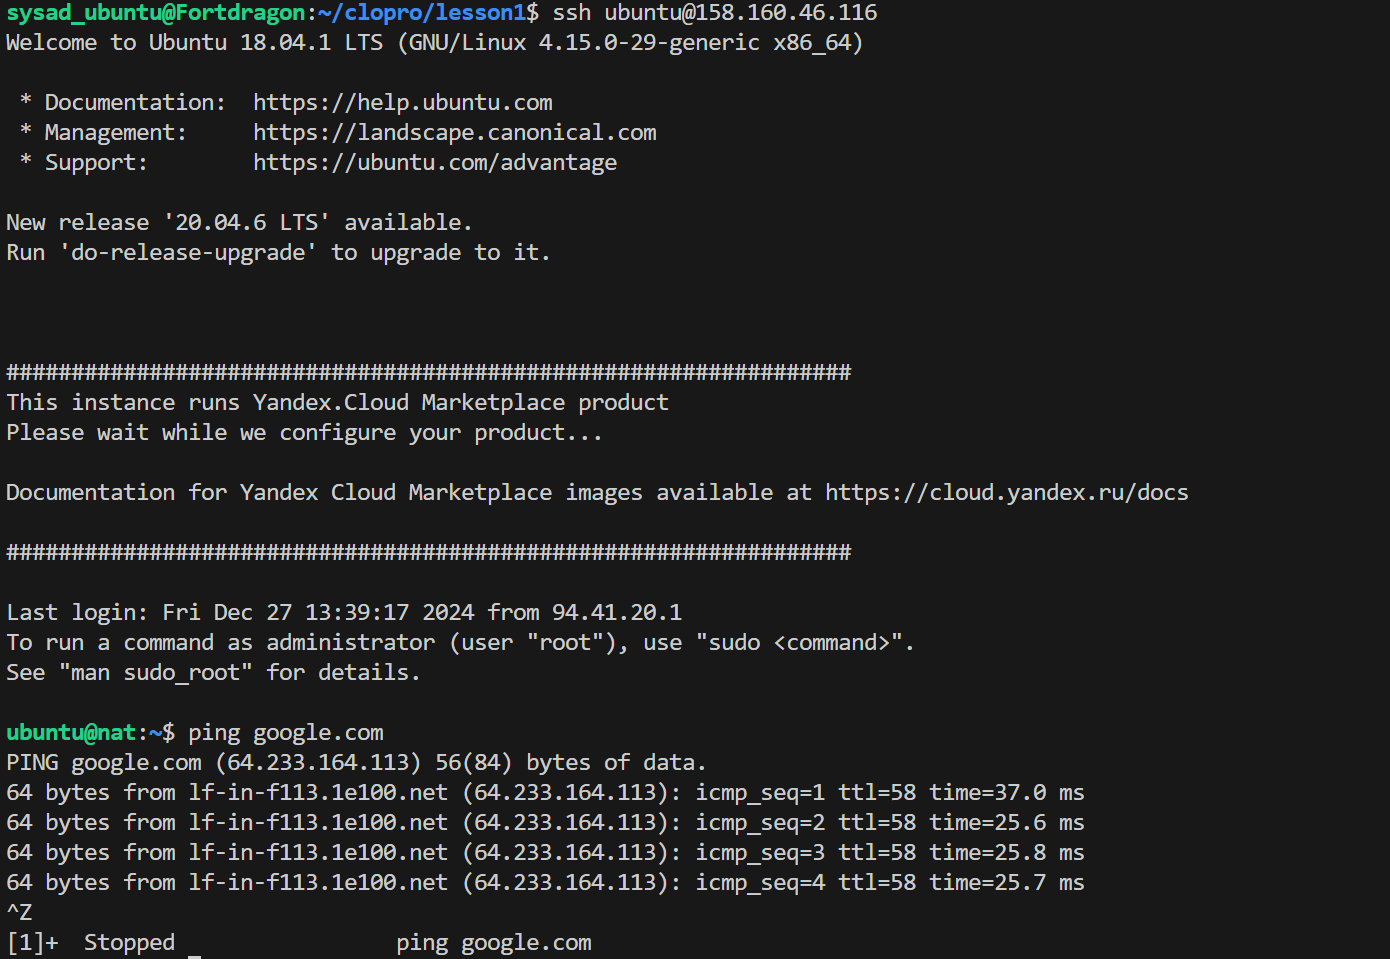 sysad_ubuntu@Fortdragon:~/clopro/lesson1$ ssh ubuntu@158.160.46.116
Welcome to Ubuntu 18.04.1 LTS (GNU/Linux 4.15.0-29-generic x86_64)
* Documentation:  https://help.ubuntu.com
* Management:     https://landscape.canonical.com
* Support:        https://ubuntu.com/advantage
New release '20.04.6 LTS' available.
Run 'do-release-upgrade' to upgrade to it.
#################################################################
This instance runs Yandex.Cloud Marketplace product
Please wait while we configure your product...
Documentation for Yandex Cloud Marketplace images available at https://cloud.yandex.ru/docs
#################################################################
Last login: Fri Dec 27 13:39:17 2024 from 94.41.20.1
To run a command as administrator (user "root"), use "sudo <command>".
See "man sudo_root" for details.
ubuntu@nat:~$ ping google.com
PING google.com (64.233.164.113) 56(84) bytes of data.
64 bytes from lf-in-f113.1e100.net (64.233.164.113): icmp_seq=1 ttl=58 time=37.0 ms
64 bytes from lf-in-f113.1e100.net (64.233.164.113): icmp_seq=2 ttl=58 time=25.6 ms
64 bytes from lf-in-f113.1e100.net (64.233.164.113): icmp_seq=3 ttl=58 time=25.8 ms
64 bytes from lf-in-f113.1e100.net (64.233.164.113): icmp_seq=4 ttl=58 time=25.7 ms
^Z
[1]+  Stopped                 ping google.com